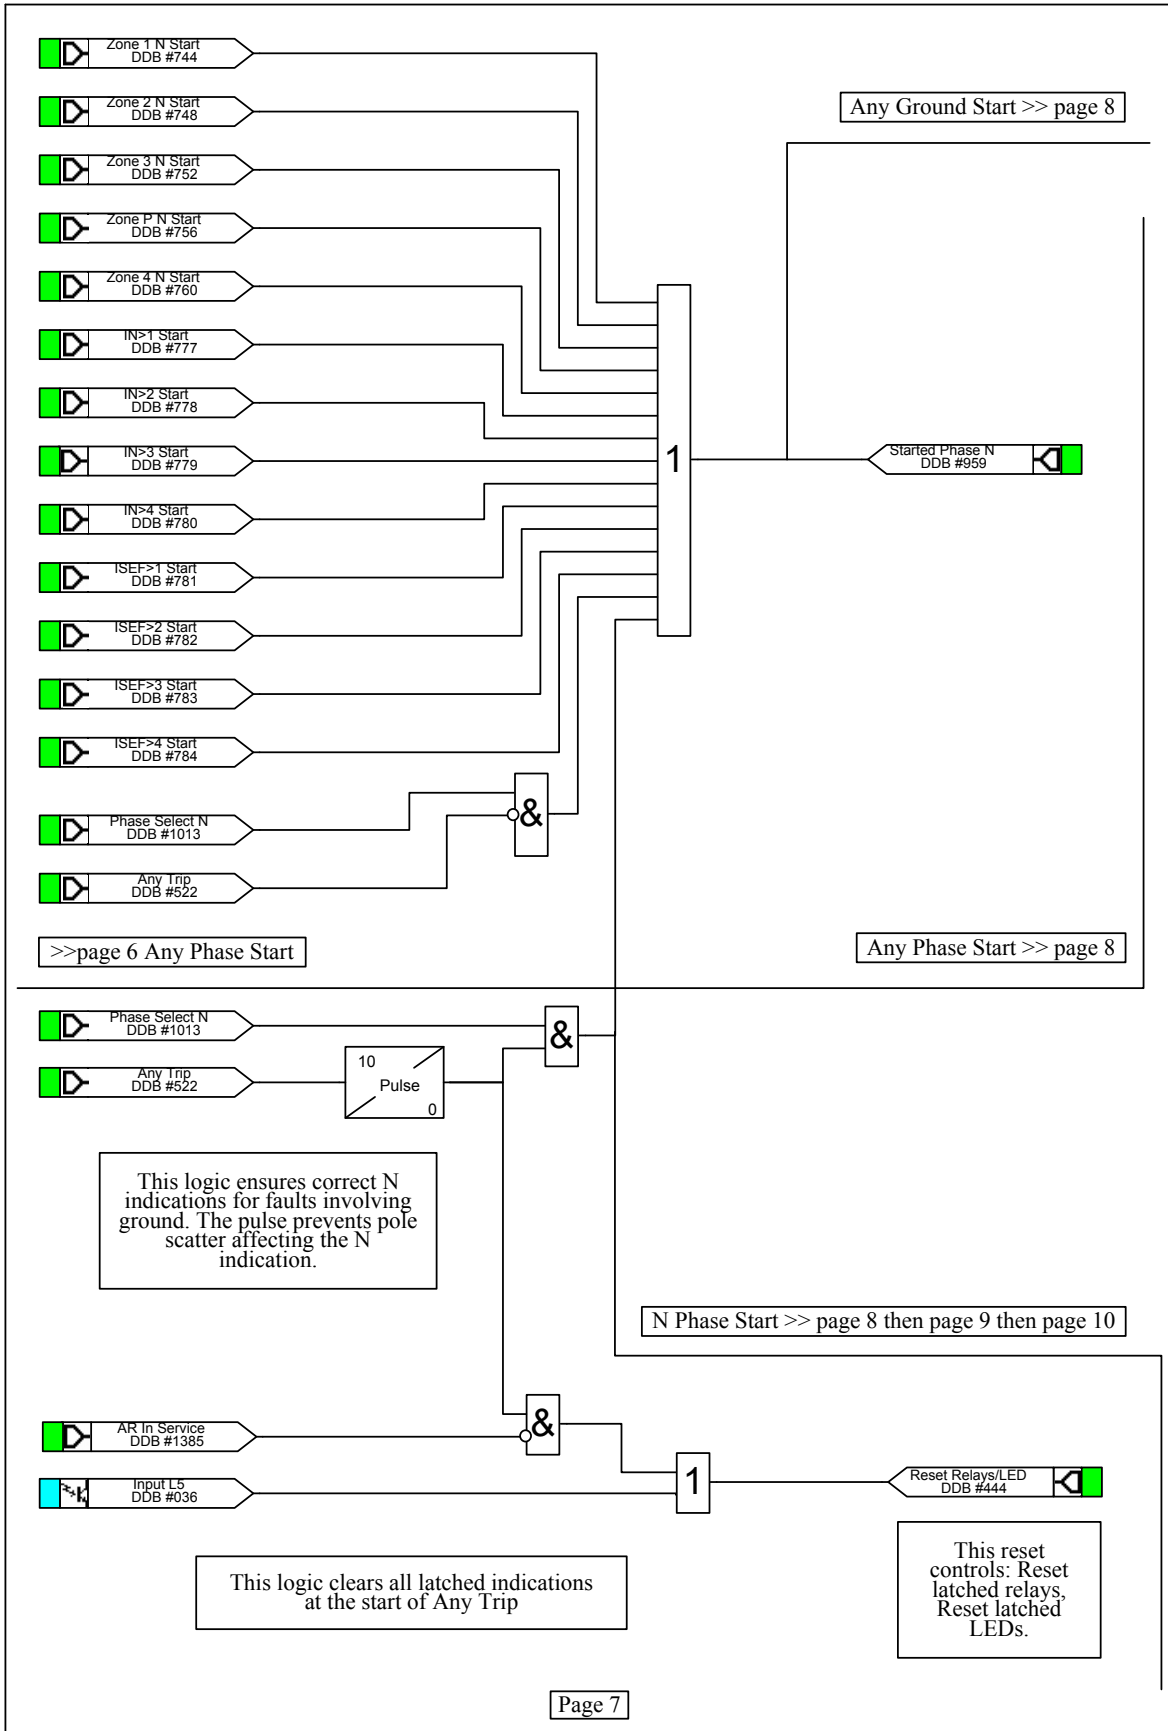 Zone 1 N Start
DDB #744
Zone 2 N Start
DDB #748
Any Ground Start >> page 8
Zone 3 N Start
DDB #752
Zone P N Start
DDB #756
Zone 4 N Start
DDB #760
IN>1 Start
DDB #777
IN>2 Start
DDB #778
IN>3 Start
DDB #779
1
Started Phase N
DDB #959
IN>4 Start
DDB #780
ISEF>1 Start
DDB #781
ISEF>2 Start
DDB #782
ISEF>3 Start
DDB #783
ISEF>4 Start
DDB #784
Phase Select N
DDB #1013
&
Any Trip
DDB #522
>>page 6 Any Phase Start
Any Phase Start >> page 8
Phase Select N
DDB #1013
&
Any Trip
DDB #522
10
Pulse
0
This logic ensures correct N
indications for faults involving
ground. The pulse prevents pole
scatter affecting the N
indication.
N Phase Start >> page 8 then page 9 then page 10
AR In Service
DDB #1385
&
Input L5
DDB #036
1
Reset Relays/LED
DDB #444
This logic clears all latched indications
at the start of Any Trip
This reset
controls: Reset
latched relays,
Reset latched
LEDs.
Page 7